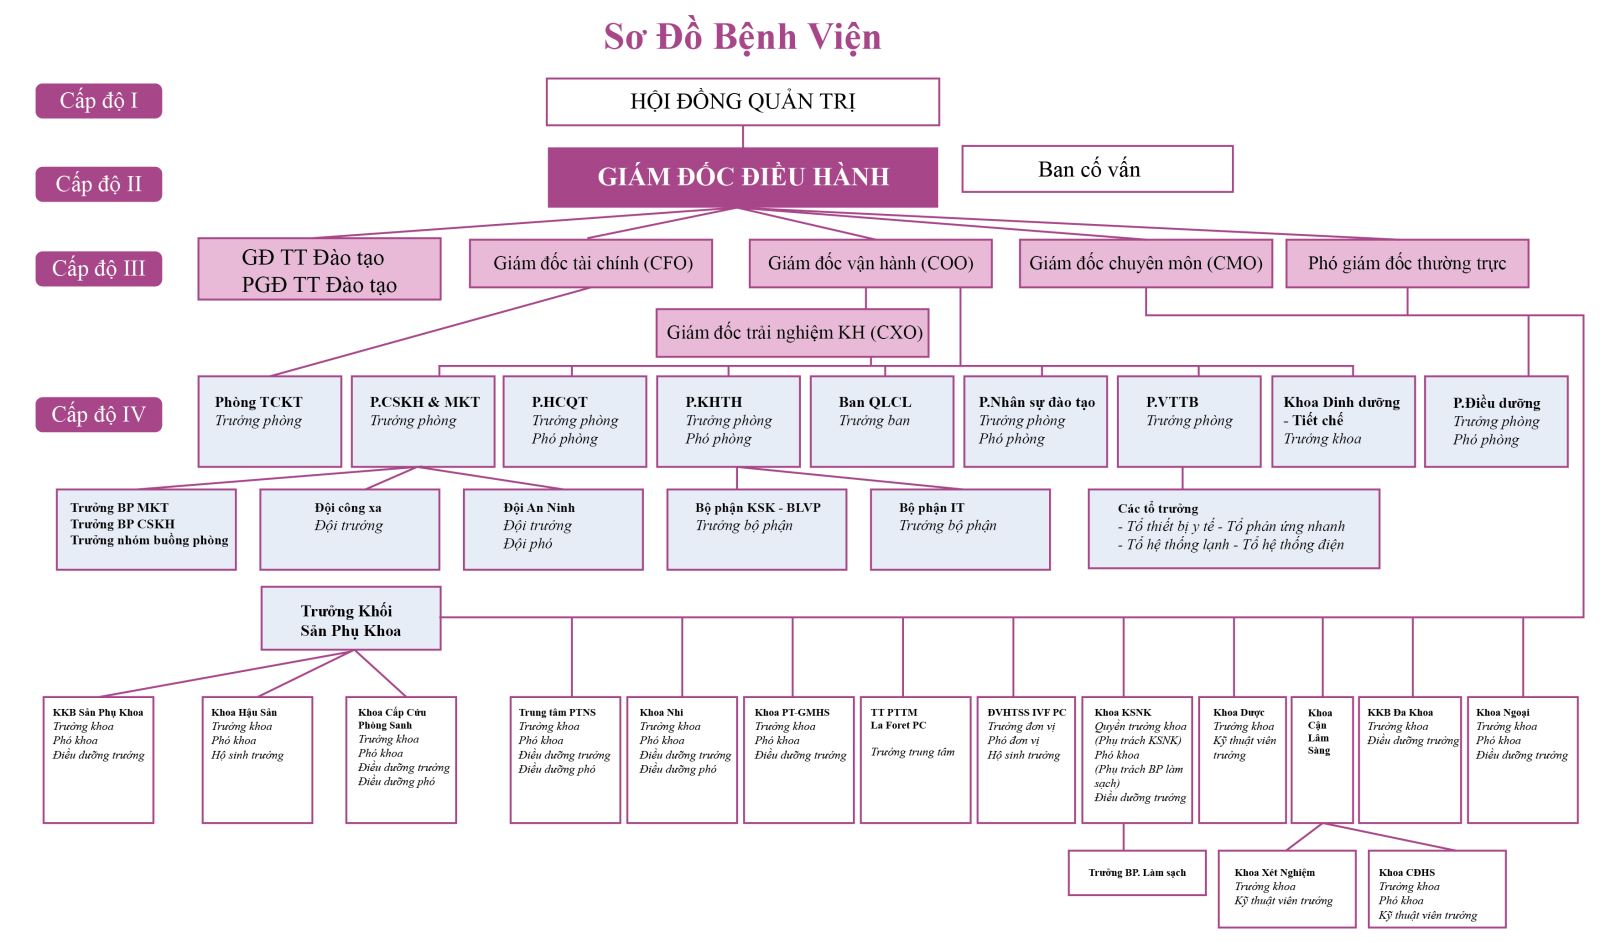 Sơ Đồ Bệnh Viện
Cấp độ I
HỘI ĐỒNG QUẢN TRỊ
Cấp độ II
GIÁM ĐỐC ĐIỀU HÀNH
Ban cố vấn
Cấp độ III
GĐ TT Đào tạo
PGĐ TT Đào tạo
Giám đốc tài chính (CFO)
Giám đốc vận hành (COO)
Giám đốc chuyên môn (CMO)
Phó giám đốc thường trực
Giám đốc trải nghiệm KH (CXO)
Cấp độ IV
Phòng TCKT
Trưởng phòng
P.CSKH & MKT
Trưởng phòng
P.HCQT
Trưởng phòng
Phó phòng
P.KHTH
Trưởng phòng
Phó phòng
Ban QLCL
Trưởng ban
P.Nhân sự đào tạo
Trưởng phòng
Phó phòng
P.VTTB
Trưởng phòng
Khoa Dinh dưỡng
- Tiết chế
Trưởng khoa
P.Điều dưỡng
Trưởng phòng
Phó phòng
Trưởng BP MKT
Trưởng BP CSKH
Trưởng nhóm buồng phòng
Đội công xa
Đội trưởng
Đội An Ninh
Đội trưởng
Đội phó
Bộ phận KSK - BLVP
Trưởng bộ phận
Bộ phận IT
Trưởng bộ phận
Các tổ trưởng
- Tổ thiết bị y tế - Tổ phản ứng nhanh
- Tổ hệ thống lạnh - Tổ hệ thống điện
Trưởng Khối
Sản Phụ Khoa
KKB Sản Phụ Khoa
Trưởng khoa
Phó khoa
Điều dưỡng trưởng
Khoa Hậu Sản
Trưởng khoa
Phó khoa
Hộ sinh trưởng
Khoa Cấp Cứu
Phòng Sanh
Trưởng khoa
Phó khoa
Điều dưỡng trưởng
Điều dưỡng phó
Trung tâm PTNS
Trưởng khoa
Phó khoa
Điều dưỡng trưởng
Điều dưỡng phó
Khoa Nhi
Trưởng khoa
Phó khoa
Điều dưỡng trưởng
Điều dưỡng phó
Khoa PT-GMHS
Trưởng khoa
Phó khoa
Điều dưỡng trưởng
TT PTTM
La Foret PC
Trưởng trung tâm
ĐVHTSS IVF PC
Trưởng đơn vị
Phó đơn vị
Hộ sinh trưởng
Khoa KSNK
Quyền trưởng khoa
(Phụ trách KSNK)
Phó khoa
(Phụ trách BP làm
sạch)
Điều dưỡng trưởng
Khoa Dược
Trưởng khoa
Kỹ thuật viên
trưởng
Khoa
Cận
Lâm
Sàng
KKB Đa Khoa
Trưởng khoa
Điều dưỡng trưởng
Khoa Ngoại
Trưởng khoa
Phó khoa
Điều dưỡng trưởng
Trưởng BP. Làm sạch
Khoa Xét Nghiệm
Trưởng khoa
Kỹ thuật viên trưởng
Khoa CĐHS
Trưởng khoa
Phó khoa
Kỹ thuật viên trưởng